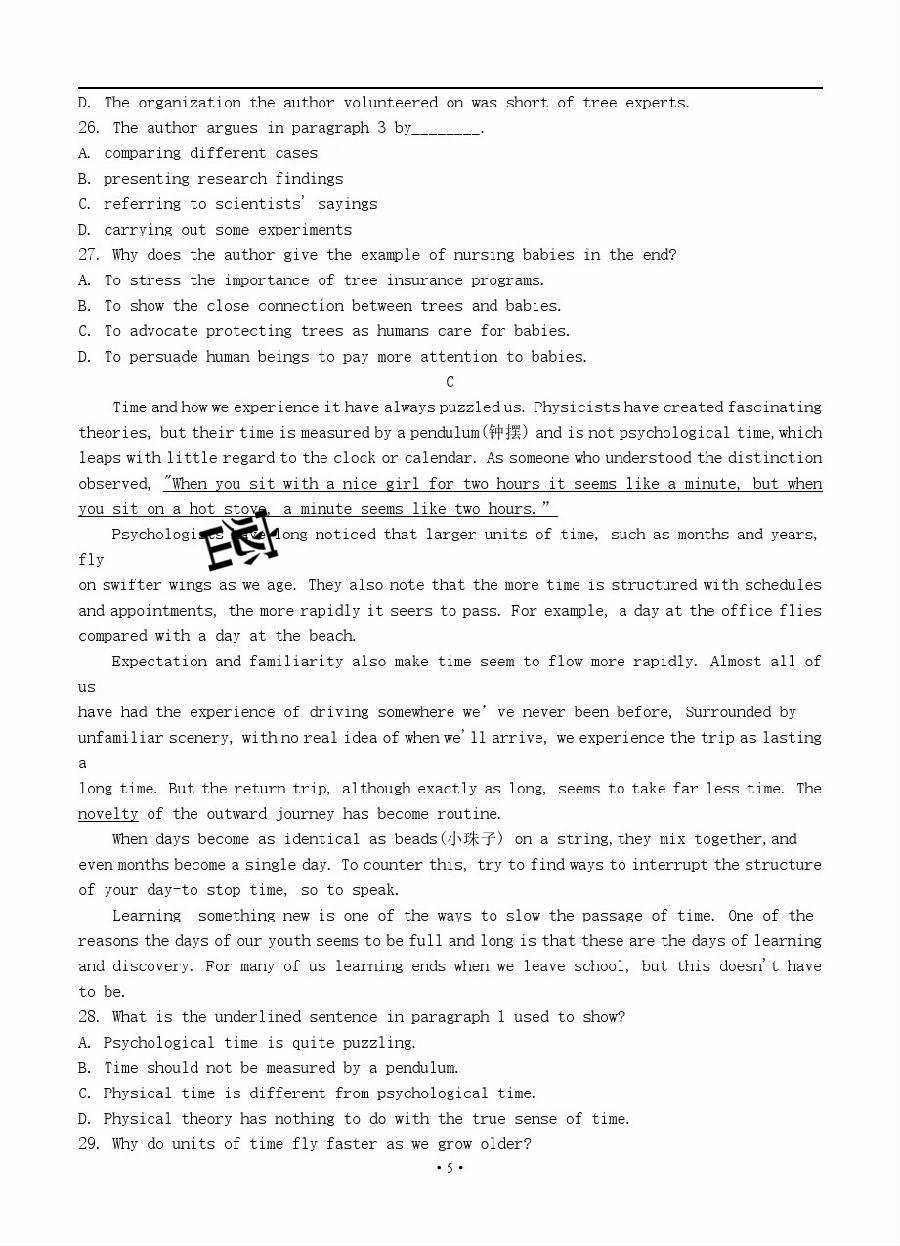 D. The organization the author volunteered on was short of tree experts.
26. The author argues in paragraph 3 by________.
A. comparing different cases
B. presenting research findings
C. referring to scientists' sayings
D. carrying out some experiments
27. Why does the author give the example of nursing babies in the end?
A. To stress the importance of tree insurance programs.
B. To show the close connection between trees and babies.
C. To advocate protecting trees as humans care for babies.
D. To persuade human beings to pay more attention to babies.
C
Time and how we experience it have always puzzled us. Physicists have created fascinating
theories, but their time is measured by a pendulum(钟摆) and is not psychological time, which
leaps with little regard to the clock or calendar. As someone who understood the distinction
observed, "When you sit with a nice girl for two hours it seems like a minute, but when
you sit on a hot stove, a minute seems like two hours."
Psychologists have long noticed that larger units of time, such as months and years,
fly
on swifter wings as we age. They also note that the more time is structured with schedules
and appointments, the more rapidly it seers to pass. For example, a day at the office flies
compared with a day at the beach.
Expectation and familiarity also make time seem to flow more rapidly. Almost all of
us
have had the experience of driving somewhere we've never been before, Surrounded by
unfamiliar scenery, with no real idea of when we'll arrive, we experience the trip as lasting
a
long time. But the return trip, although exactly as long, seems to take far less time. The
novelty of the outward journey has become routine.
When days become as identical as beads(小珠子) on a string, they mix together, and
even months become a single day. To counter this, try to find ways to interrupt the structure
of your day-to stop time, so to speak.
Learning something new is one of the ways to slow the passage of time. One of the
reasons the days of our youth seems to be full and long is that these are the days of learning
and discovery. For many of us learning ends when we leave school, but this doesn't have
to be.
28. What is the underlined sentence in paragraph 1 used to show?
A. Psychological time is quite puzzling.
B. Time should not be measured by a pendulum.
C. Physical time is different from psychological time.
D. Physical theory has nothing to do with the true sense of time.
29. Why do units of time fly faster as we grow older?
• 5 •